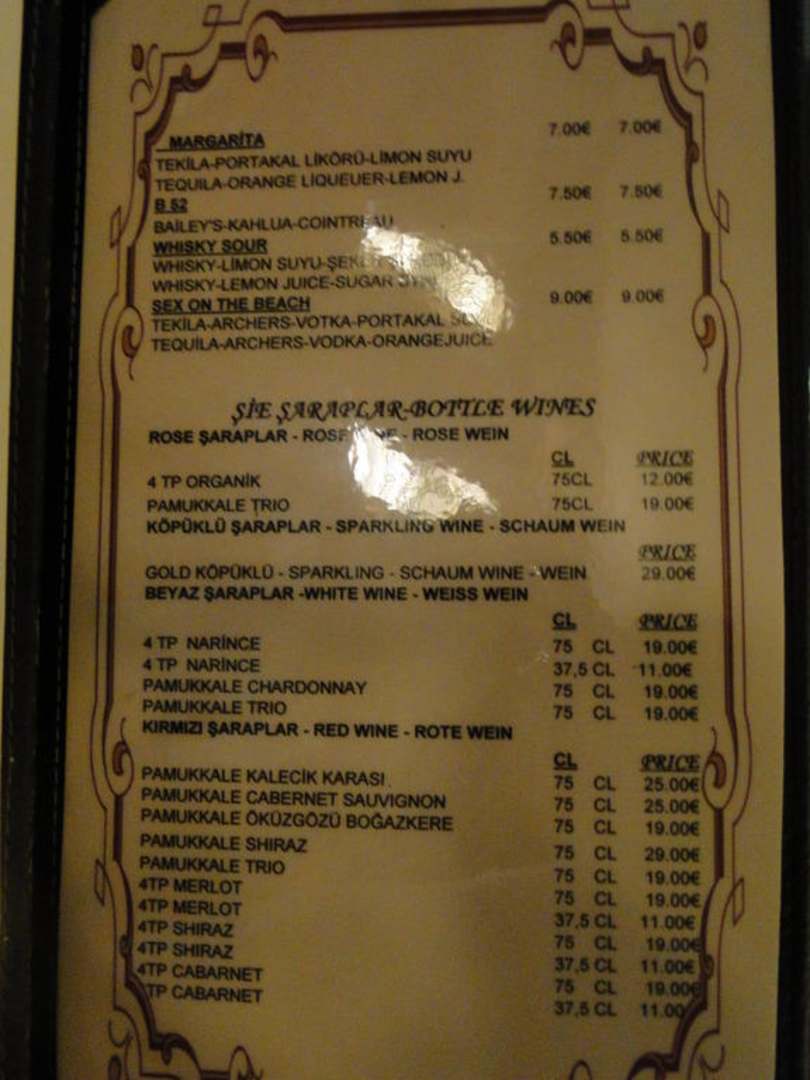 MARGARİTA 7.00€ 7.00€
TEKİLA-PORTAKAL LİKÖRÜ-LİMON SUYU
TEQUILA-ORANGE LIQUEUER-LEMON J.
B 52 7.50€ 7.50€
BAİLEY'S-KAHLUA-COINTREAU
WHISKY SOUR 5.50€ 5.50€
WHISKY-LİMON SUYU-ŞEKER
WHISKY-LEMON JUICE-SUGAR
SEX ON THE BEACH 9.00€ 9.00€
TEKİLA-ARCHERS-VOTKA-PORTAKAL
TEQUILA-ARCHERS-VODKA-ORANGEJUICE
ŞİE ŞARAPLAR-BOTTLE WINES
ROSE ŞARAPLAR - ROSE WINE - ROSE WEIN
CL PRICE
4 TP ORGANİK 75CL 12.00€
PAMUKKALE TRIO 75CL 19.00€
KÖPÜKLÜ ŞARAPLAR - SPARKLING WINE - SCHAUM WEIN
PRICE
GOLD KÖPÜKLÜ - SPARKLING - SCHAUM WINE - WEIN 29.00€
BEYAZ ŞARAPLAR -WHITE WINE - WEISS WEIN
CL PRICE
4 TP NARİNCE 75 CL 19.00€
4 TP NARİNCE 37,5 CL 11.00€
PAMUKKALE CHARDONNAY 75 CL 19.00€
PAMUKKALE TRIO 75 CL 19.00€
KIRMIZI ŞARAPLAR - RED WINE - ROTE WEIN
CL PRICE
PAMUKKALE KALECİK KARASI 75 CL 25.00€
PAMUKKALE CABERNET SAUVIGNON 75 CL 25.00€
PAMUKKALE ÖKÜZGÖZÜ BOĞAZKERE 75 CL 19.00€
PAMUKKALE SHIRAZ 75 CL 29.00€
PAMUKKALE TRIO 75 CL 19.00€
4TP MERLOT 75 CL 19.00€
4TP MERLOT 37,5 CL 11.00€
4TP SHIRAZ 75 CL 19.00€
4TP SHIRAZ 37,5 CL 11.00€
4TP CABARNET 75 CL 19.00€
4TP CABARNET 37,5 CL 11.00€